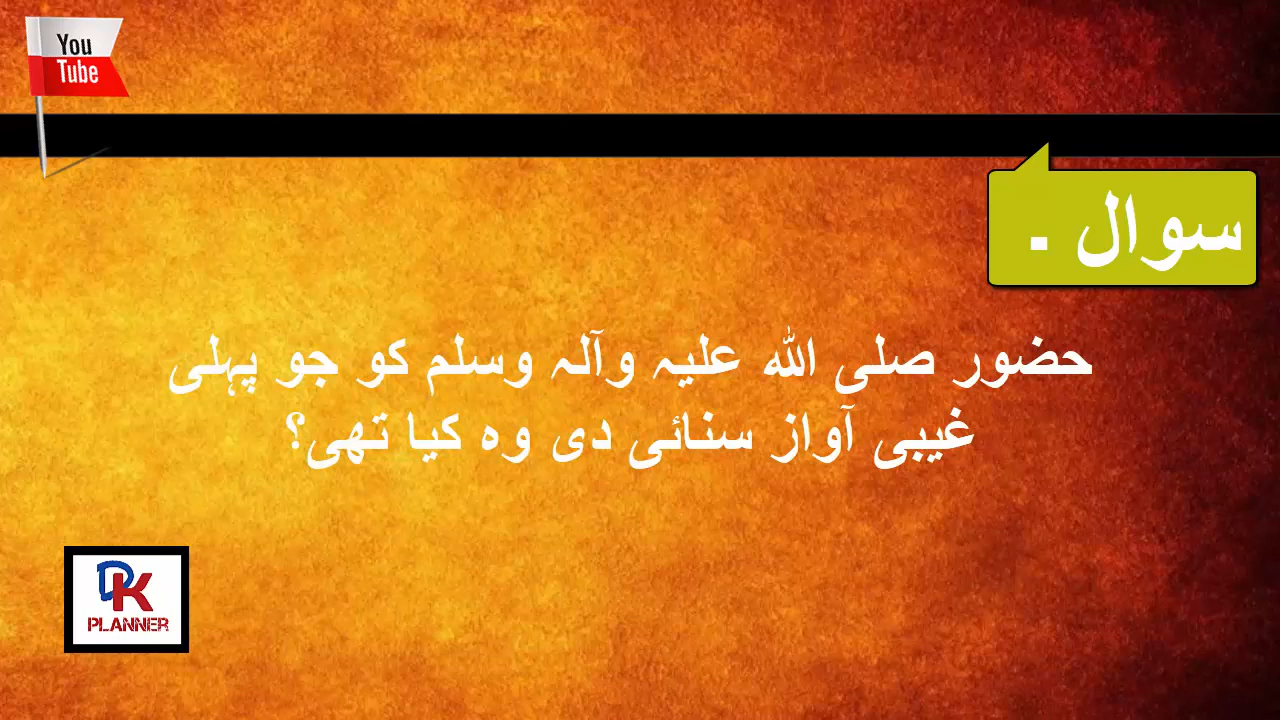 You
Tube
سوال ۔
حضور صلی اللہ علیہ وآلہ وسلم کو جو پہلی
غیبی آواز سنائی دی وہ کیا تھی؟
DK
PLANNER